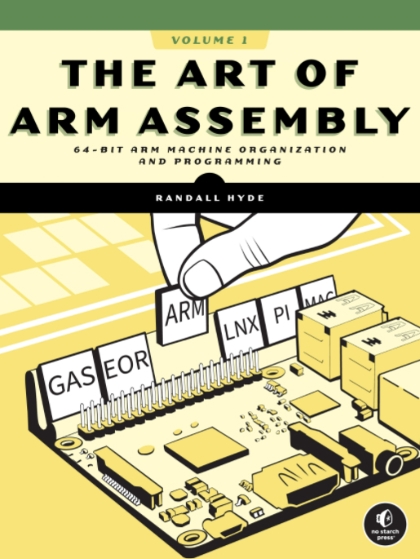 VOLUME 1
THE ART OF
ARM ASSEMBLY
64-BIT ARM MACHINE ORGANIZATION
AND PROGRAMMING
RANDALL HYDE
GAS
EOR
ARM
LNX
PI
MAC
no starch
press